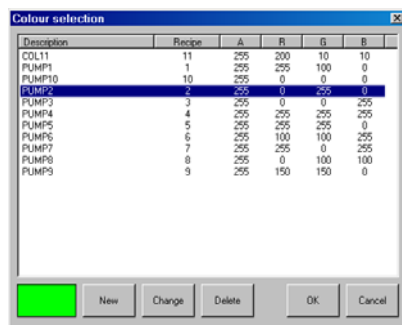 Colour selection
Description Recipe A R G B
COL11 11 255 200 10 10
PUMP1 1 255 255 100 0
PUMP10 10 255 0 0 0
PUMP2 2 255 0 255 0
PUMP3 3 255 0 0 255
PUMP4 4 255 255 255 255
PUMP5 5 255 255 255 0
PUMP6 6 255 100 100 255
PUMP7 7 255 255 0 255
PUMP8 8 255 0 100 100
PUMP9 9 255 150 150 0
New Change Delete OK Cancel